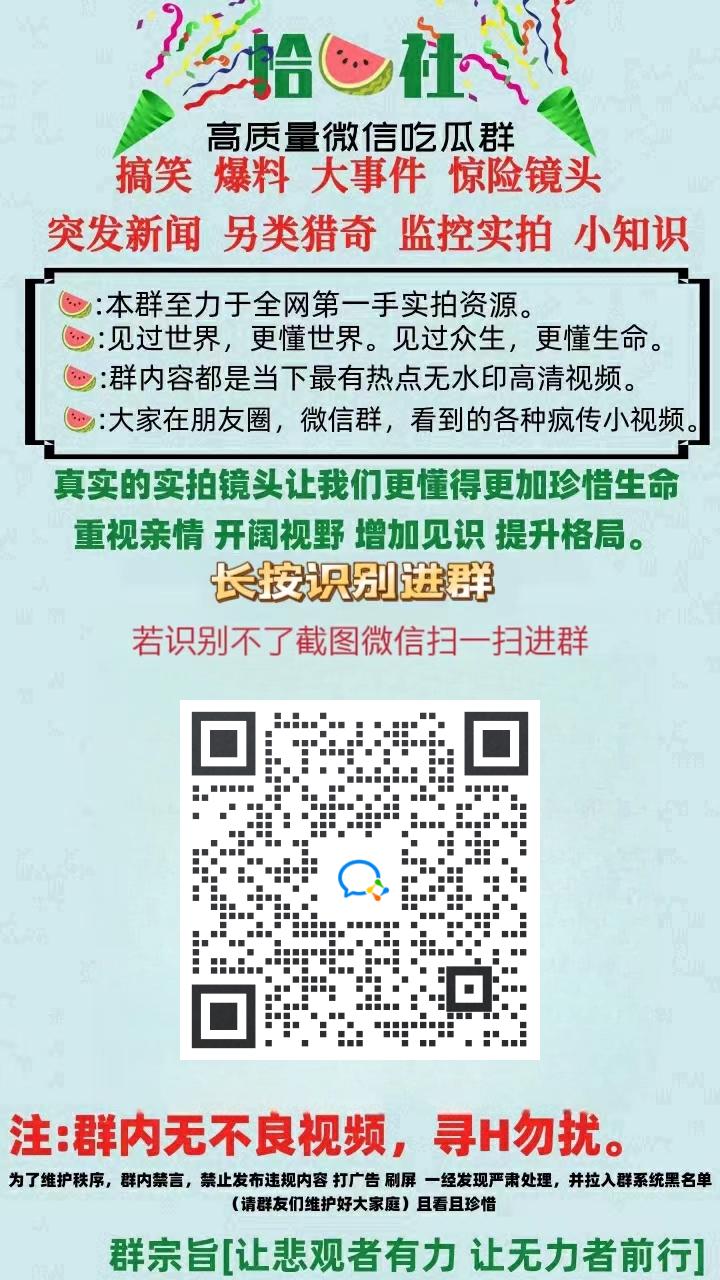 恰 社
高质量微信吃瓜群
搞笑 爆料 大事件 惊险镜头
突发新闻 另类猎奇 监控实拍 小知识
:本群至力于全网第一手实拍资源。
:见过世界，更懂世界。见过众生，更懂生命。
:群内容都是当下最有热点无水印高清视频。
:大家在朋友圈，微信群，看到的各种疯传小视频。
真实的实拍镜头让我们更懂得更加珍惜生命
重视亲情 开阔视野 增加见识 提升格局。
长按识别进群
若识别不了截图微信扫一扫进群
注:群内无不良视频，寻H勿扰。
为了维护秩序，群内禁言，禁止发布违规内容 打广告 刷屏 一经发现严肃处理，并拉入群系统黑名单
（请群友们维护好大家庭）且看且珍惜
群宗旨[让悲观者有力 让无力者前行]